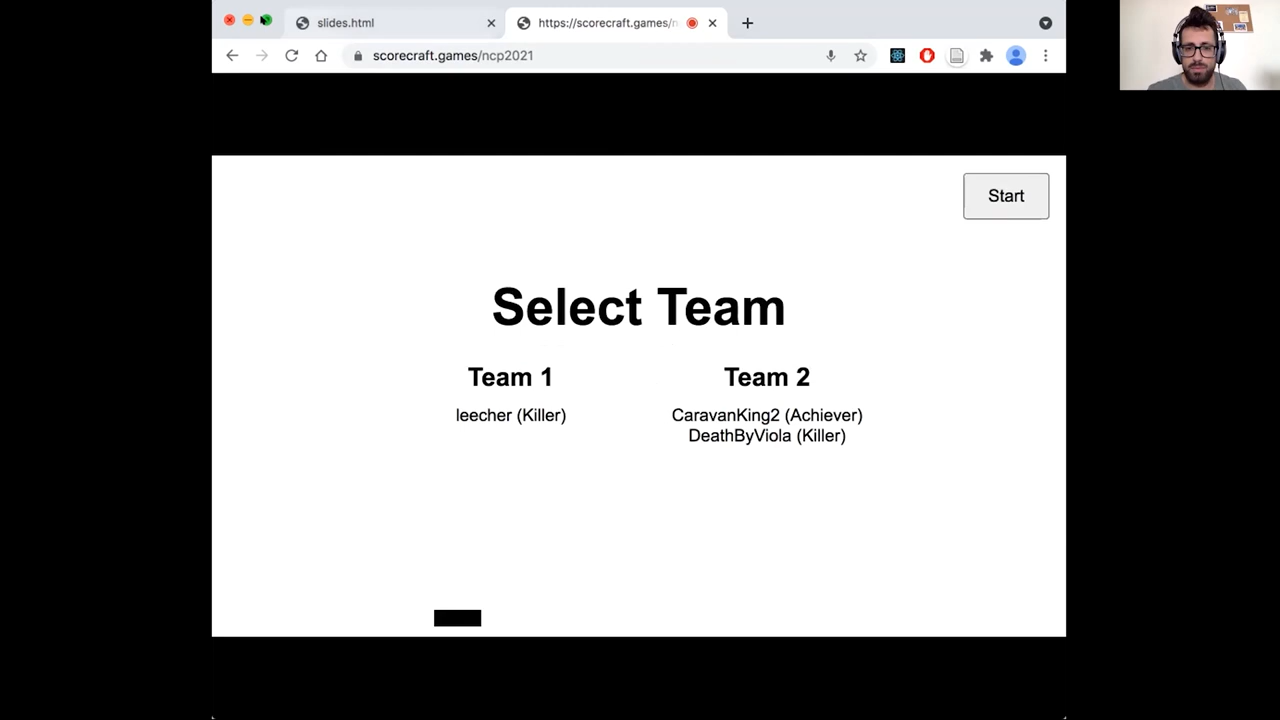 slides.html
https://scorecraft.games/n
scorecraft.games/ncp2021
Start
Select Team
Team 1
Team 2
leecher (Killer)
CaravanKing2 (Achiever)
DeathByViola (Killer)